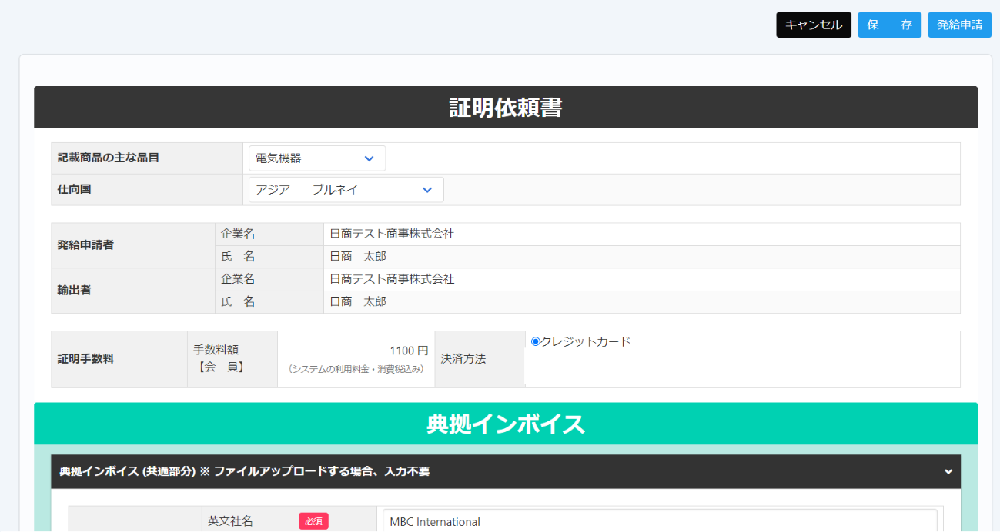 キャンセル 保　存 発給申請
証明依頼書
記載商品の主な品目 電気機器
仕向国 アジア　ブルネイ
発給申請者 企業名 日商テスト商事株式会社
氏　名 日商　太郎
輸出者 企業名 日商テスト商事株式会社
氏　名 日商　太郎
証明手数料 手数料額 1100 円 決済方法 クレジットカード
【会　員】 （システムの利用料金・消費税込み）
典拠インボイス
典拠インボイス (共通部分) ※ ファイルアップロードする場合、入力不要
英文社名 必須 MBC International